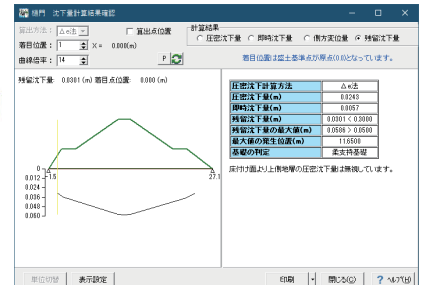 樋門 沈下量計算結果確認
算出方法： Δe法
算出点位置
計算結果
圧密沈下量 即時沈下量 側方変位量 残留沈下量
着目位置： 1 X = 0.000(m)
曲線倍率： 14 P
着目位置は盛土基準点が原点(0.0)となっています。
残留沈下量: 0.0301 (m) 着目点位置: 0.000 (m)
圧密沈下計算方法 Δe法
圧密沈下量(m) 0.0243
即時沈下量(m) 0.0057
残留沈下量(m) 0.0301 < 0.3000
残留沈下量の最大値(m) 0.0586 > 0.0500
最大値の発生位置(m) 11.6500
基礎の判定 柔支持基礎
床付け面より上側地層の圧密沈下量は無視しています。
0
-1.5
27.1
0.012
0.024
0.036
0.048
0.060
単位切替 表示設定 印刷 閉じる(C) ? ヘルプ(H)